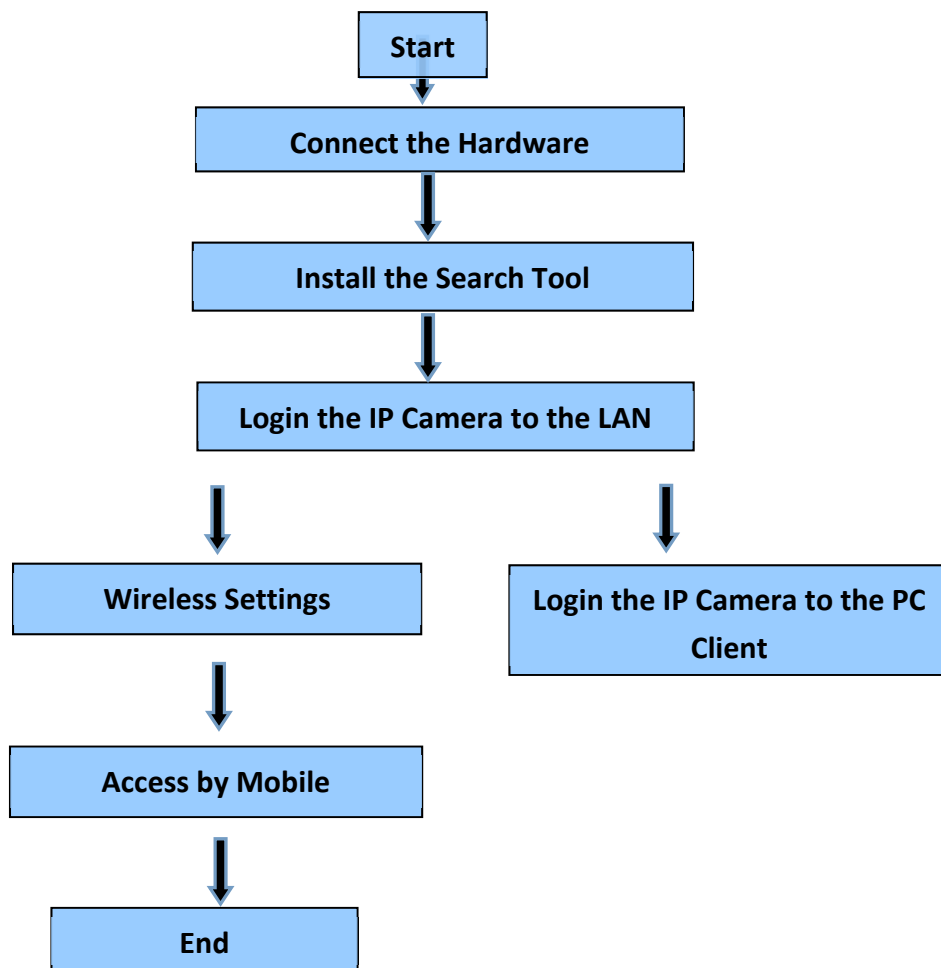 Start
Connect the Hardware
Install the Search Tool
Login the IP Camera to the LAN
Wireless Settings
Login the IP Camera to the PC
Client
Access by Mobile
End